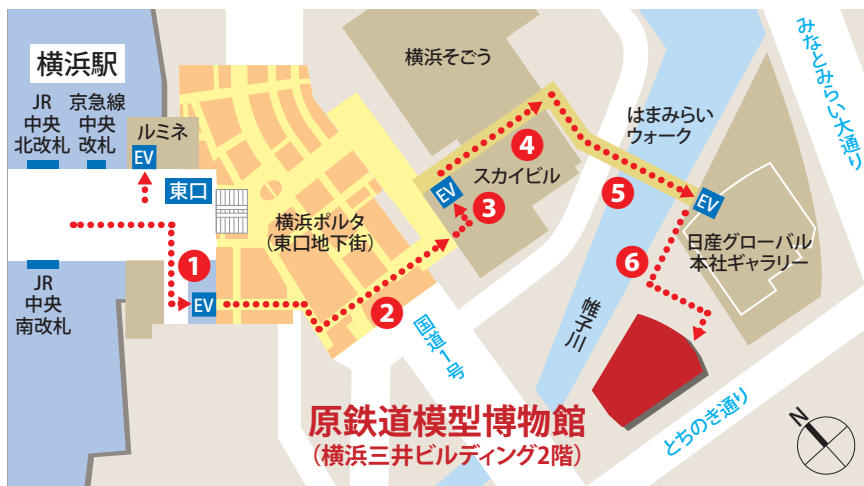 横浜駅
JR
中央
北改札
京急線
中央
改札
ルミネ
EV
東口
JR
中央
南改札
1
EV
横浜ポルタ
(東口地下街)
2
国道1号
横浜そごう
4
スカイビル
EV
3
はまみらい
ウォーク
5
EV
6
日産グローバル
本社ギャラリー
帷子川
みなとみらい大通り
とちのき通り
原鉄道模型博物館
(横浜三井ビルディング2階)
N